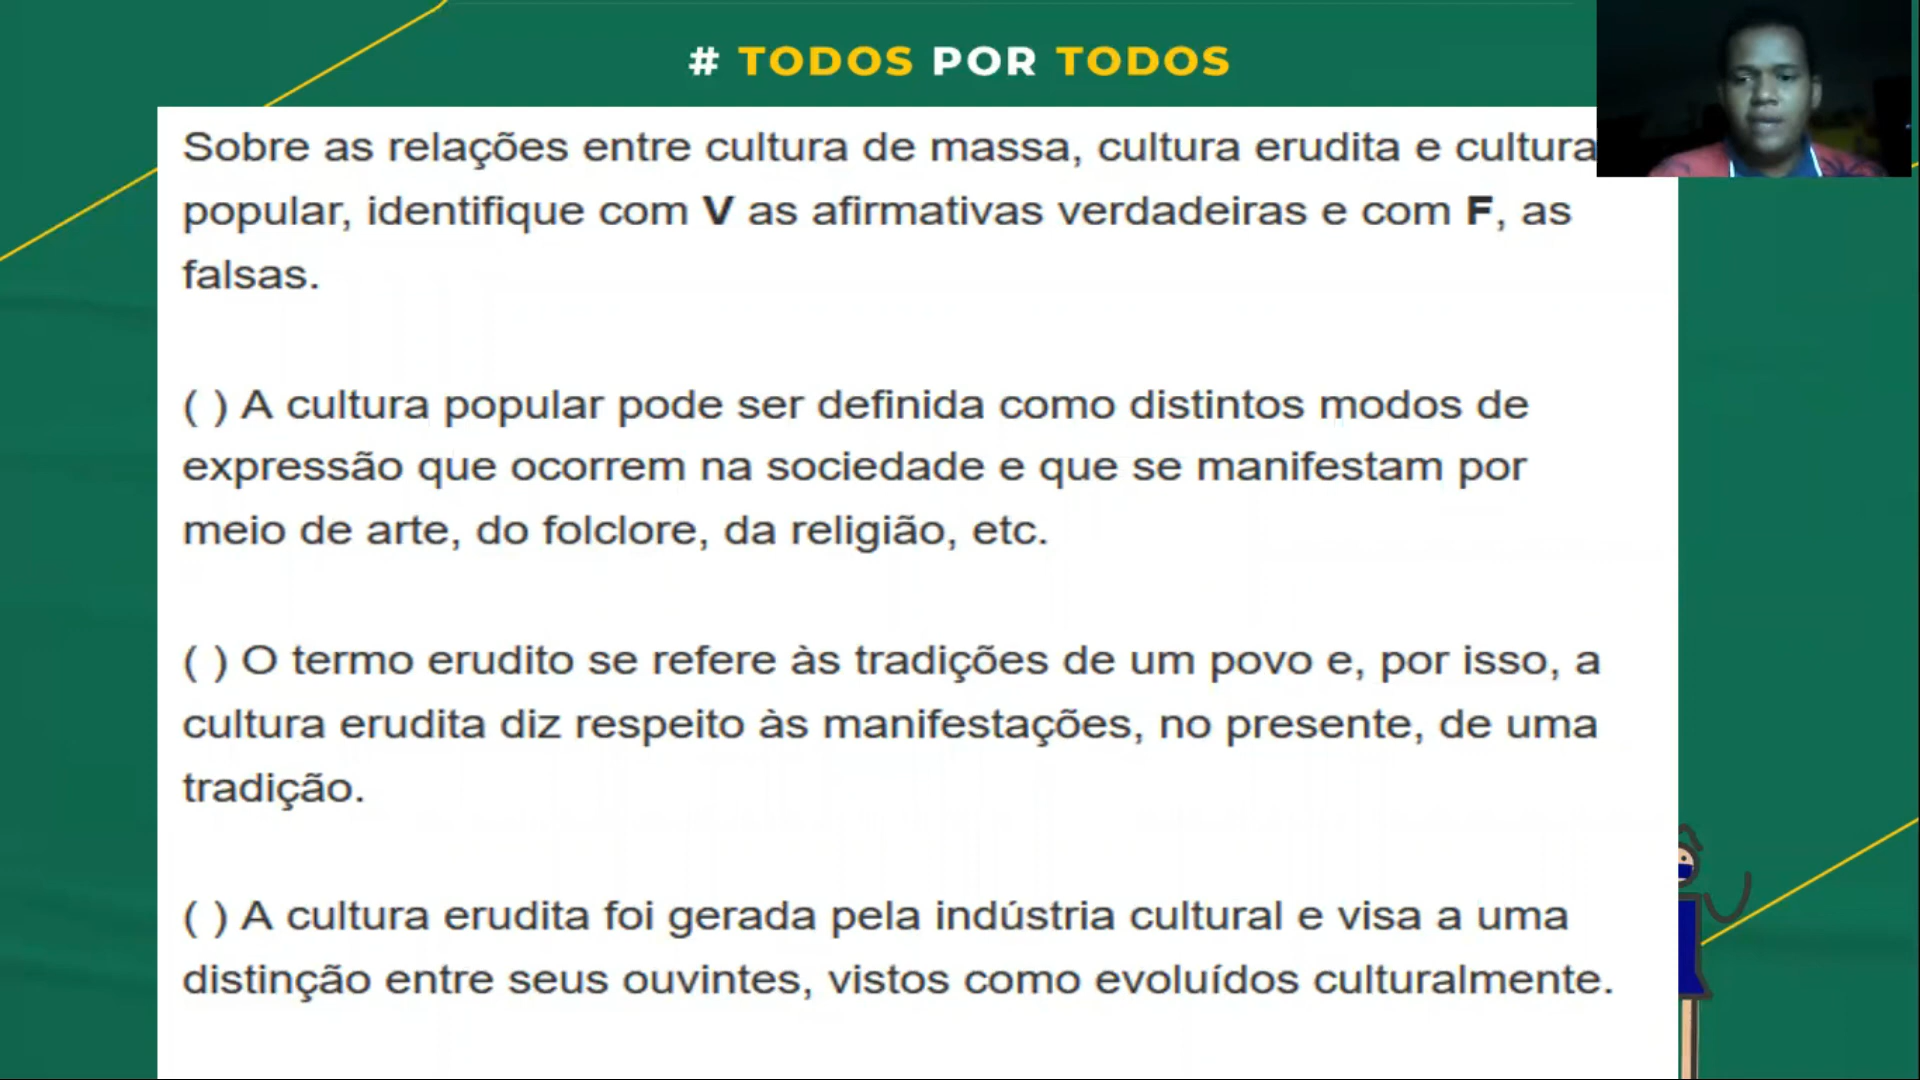 # TODOS POR TODOS
Sobre as relações entre cultura de massa, cultura erudita e cultura
popular, identifique com V as afirmativas verdadeiras e com F, as
falsas.
( ) A cultura popular pode ser definida como distintos modos de
expressão que ocorrem na sociedade e que se manifestam por
meio de arte, do folclore, da religião, etc.
( ) O termo erudito se refere às tradições de um povo e, por isso, a
cultura erudita diz respeito às manifestações, no presente, de uma
tradição.
( ) A cultura erudita foi gerada pela indústria cultural e visa a uma
distinção entre seus ouvintes, vistos como evoluídos culturalmente.